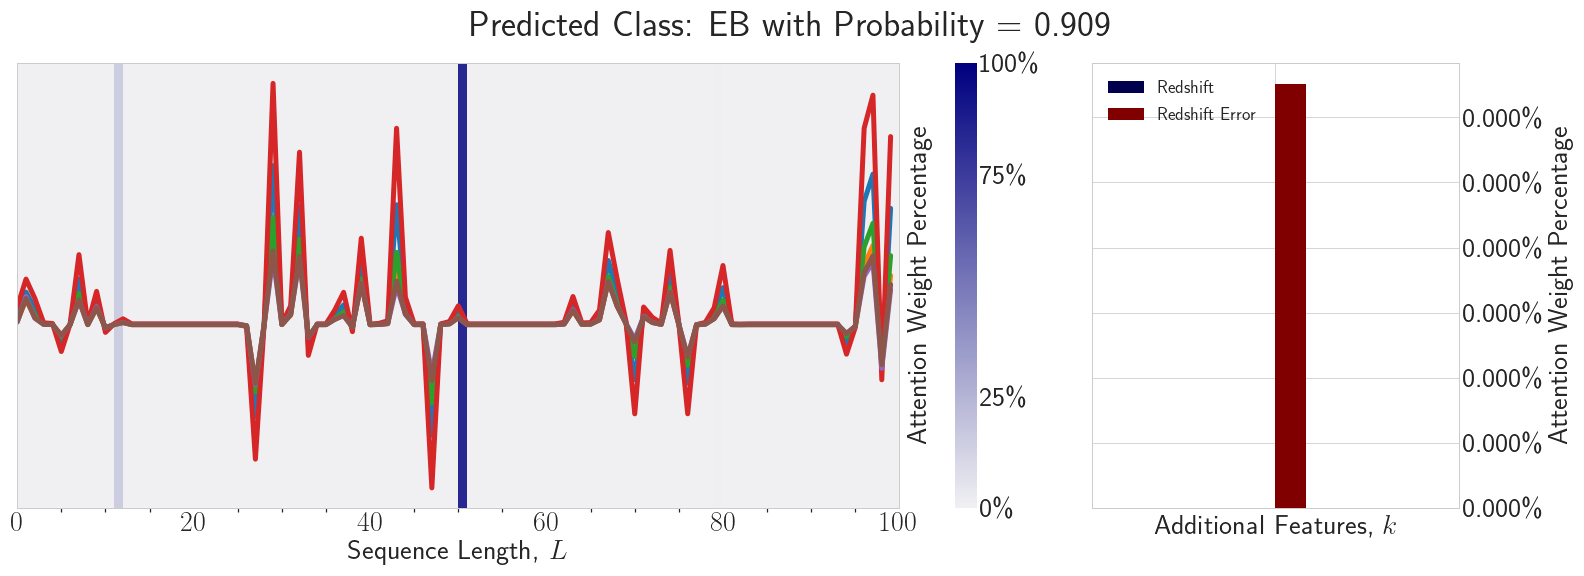 Predicted Class: EB with Probability = 0.909
0 20 40 60 80 100
Sequence Length, L
100%
75%
25%
0%
Attention Weight Percentage
Redshift
Redshift Error
0.000%
0.000%
0.000%
0.000%
0.000%
0.000%
0.000%
Attention Weight Percentage
Additional Features, k